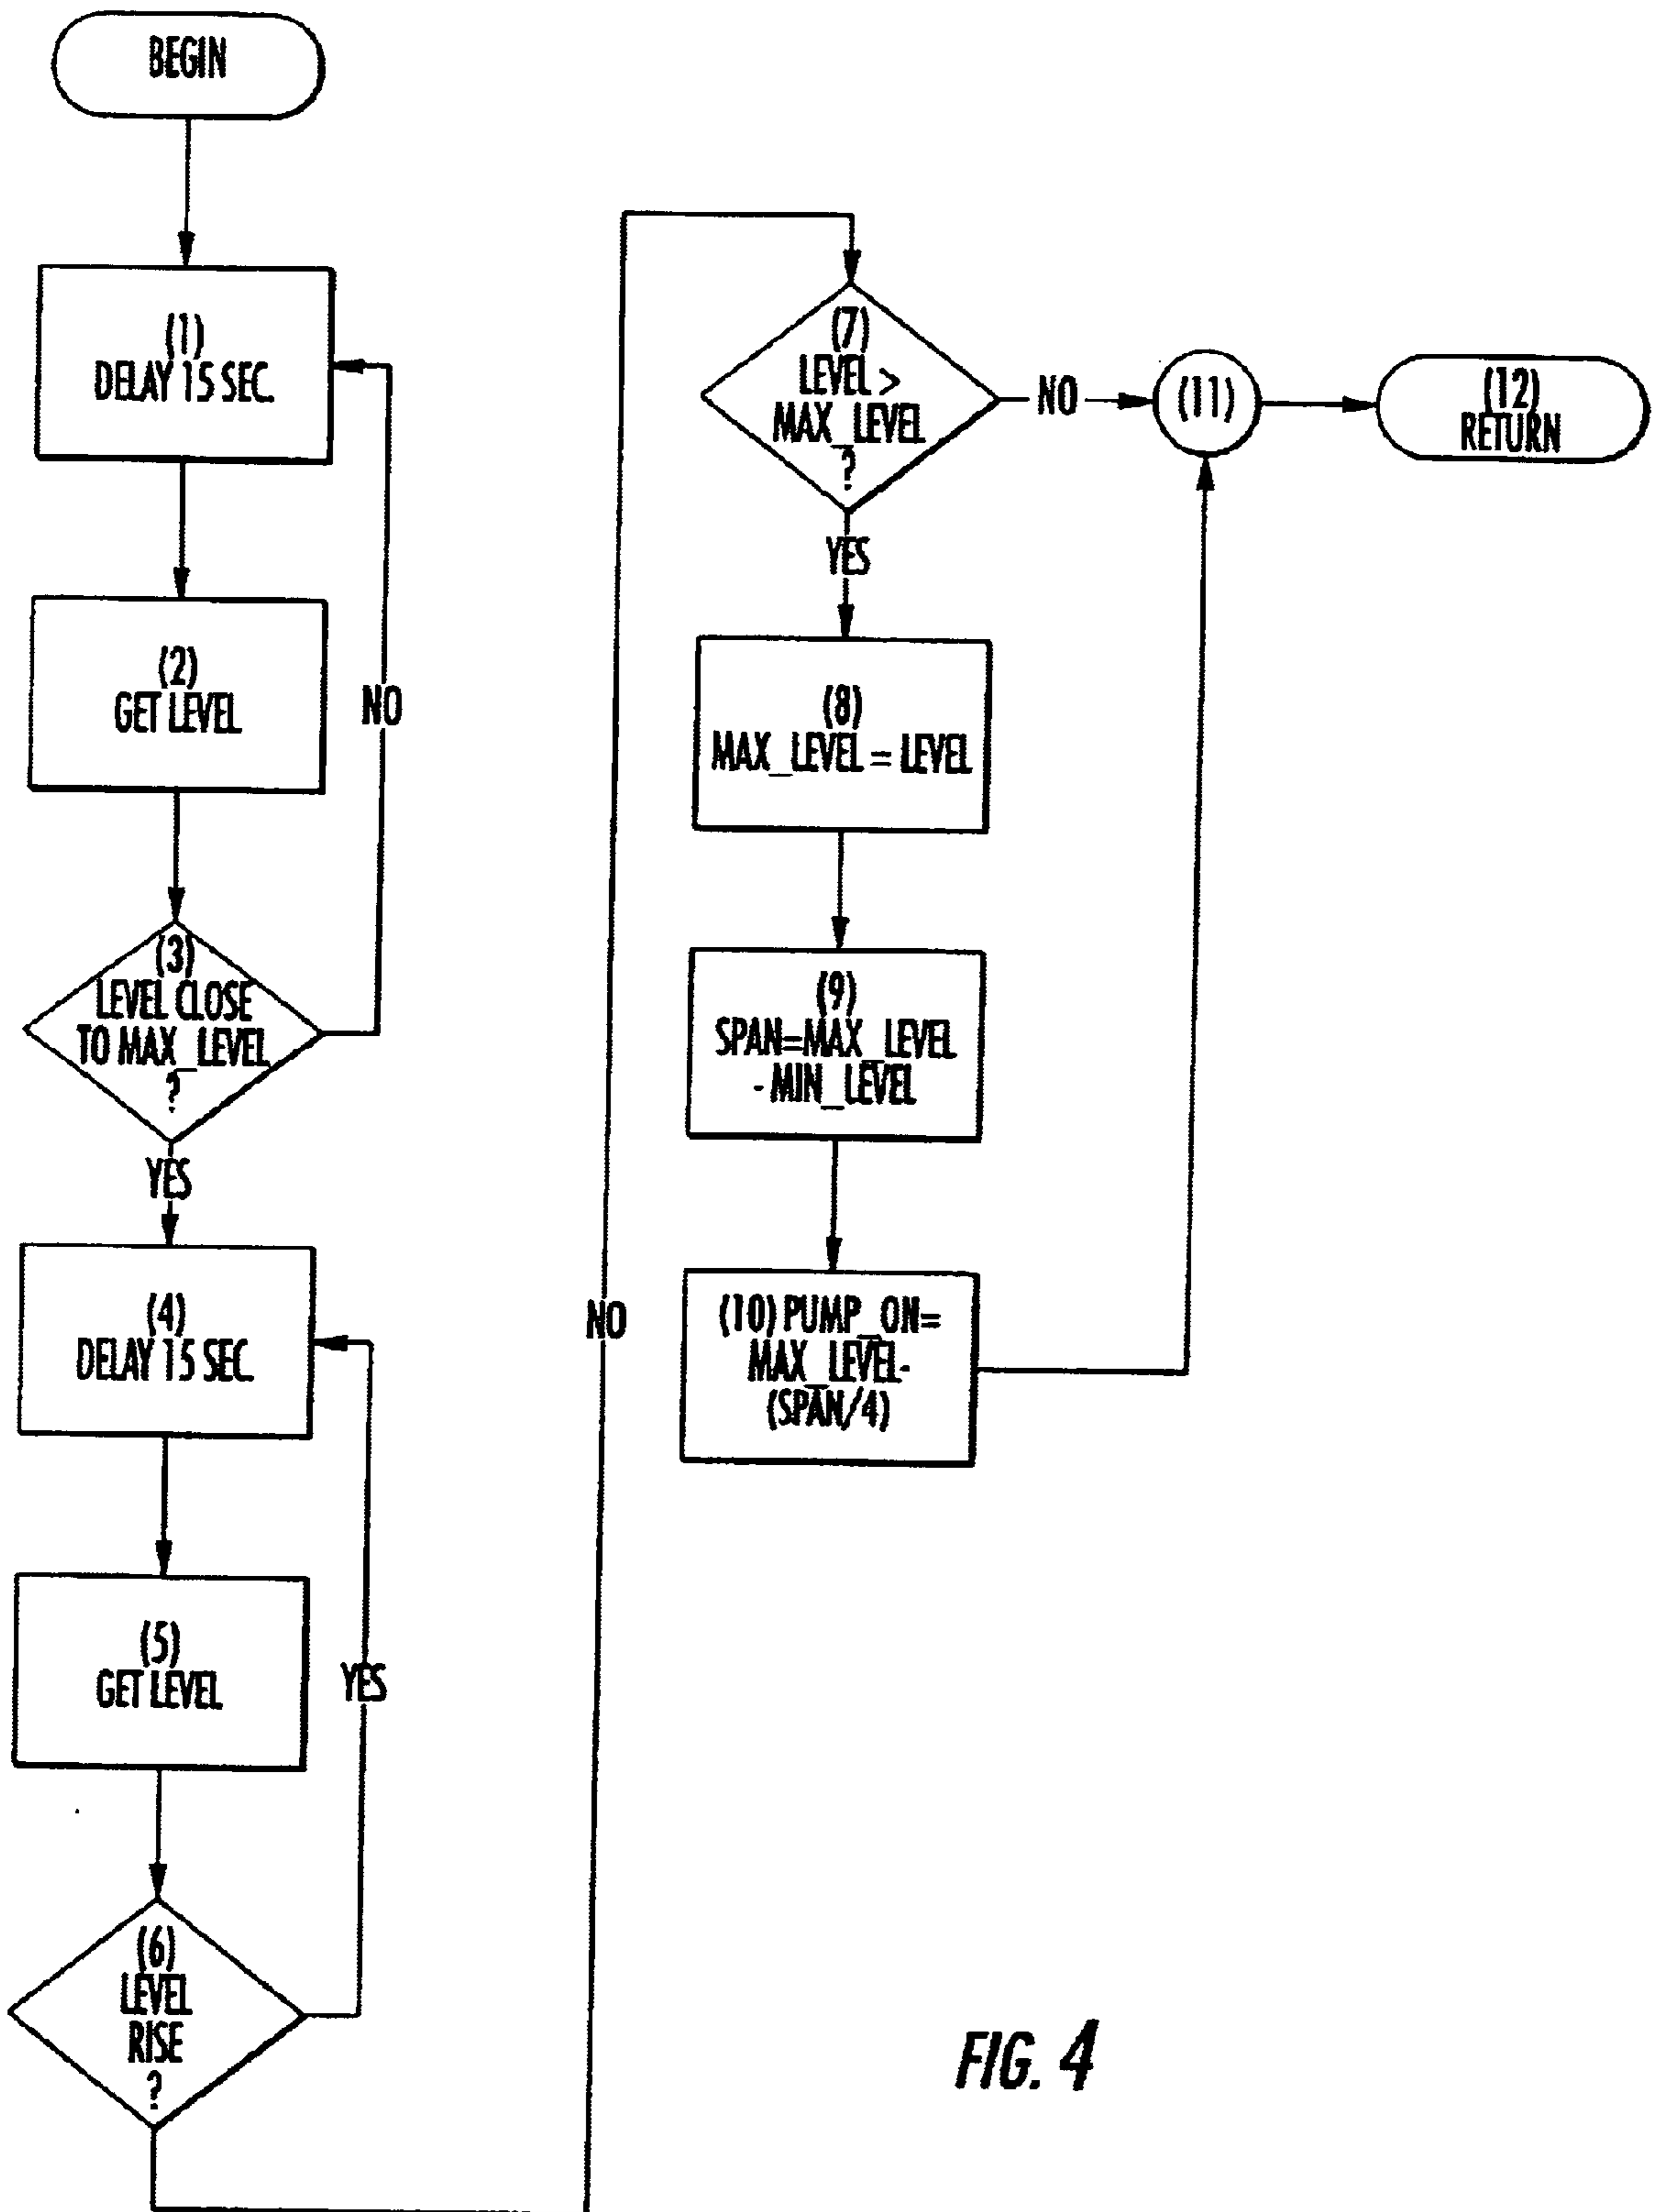 BEGIN
(1)
DELAY 15 SEC.
(2)
GET LEVEL
NO
(3)
LEVEL CLOSE
TO MAX_LEVEL
?
YES
(4)
DELAY 15 SEC.
(5)
GET LEVEL
YES
(6)
LEVEL
RISE
?
NO
(7)
LEVEL >
MAX_LEVEL
?
NO
(11)
(12)
RETURN
YES
(8)
MAX_LEVEL = LEVEL
(9)
SPAN=MAX_LEVEL
- MIN_LEVEL
(10) PUMP_ON=
MAX_LEVEL-
(SPAN/4)
FIG. 4